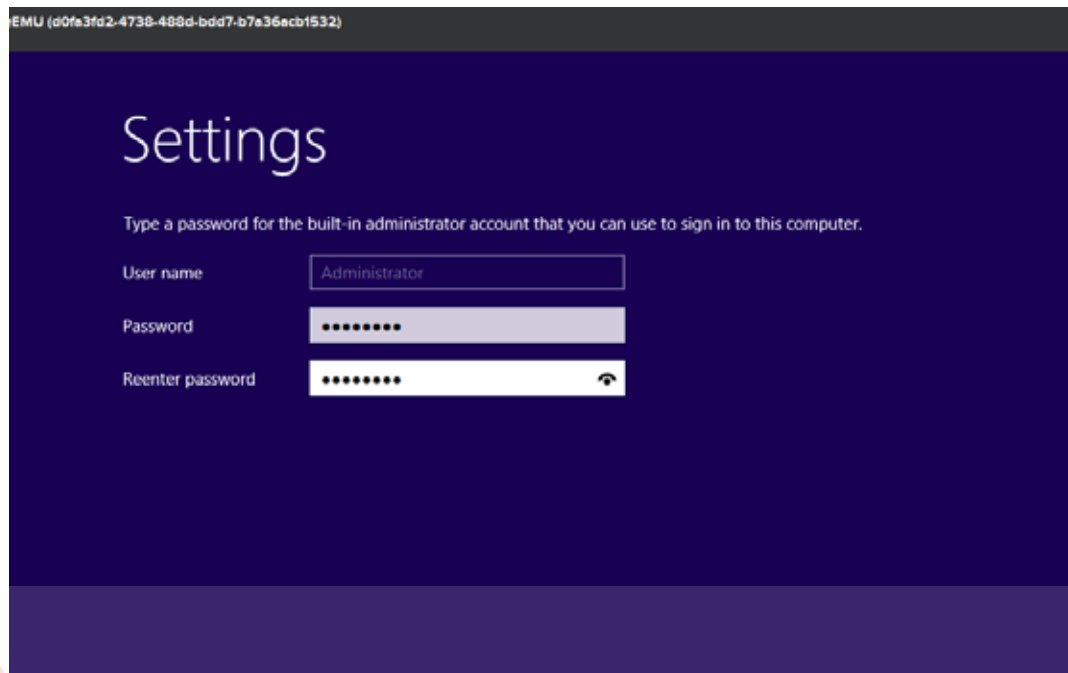 EMU (d0fa3fd2-4738-488d-bdd7-b7a36acb1532)
Settings
Type a password for the built-in administrator account that you can use to sign in to this computer.
User name Administrator
Password ••••••••
Reenter password ••••••••